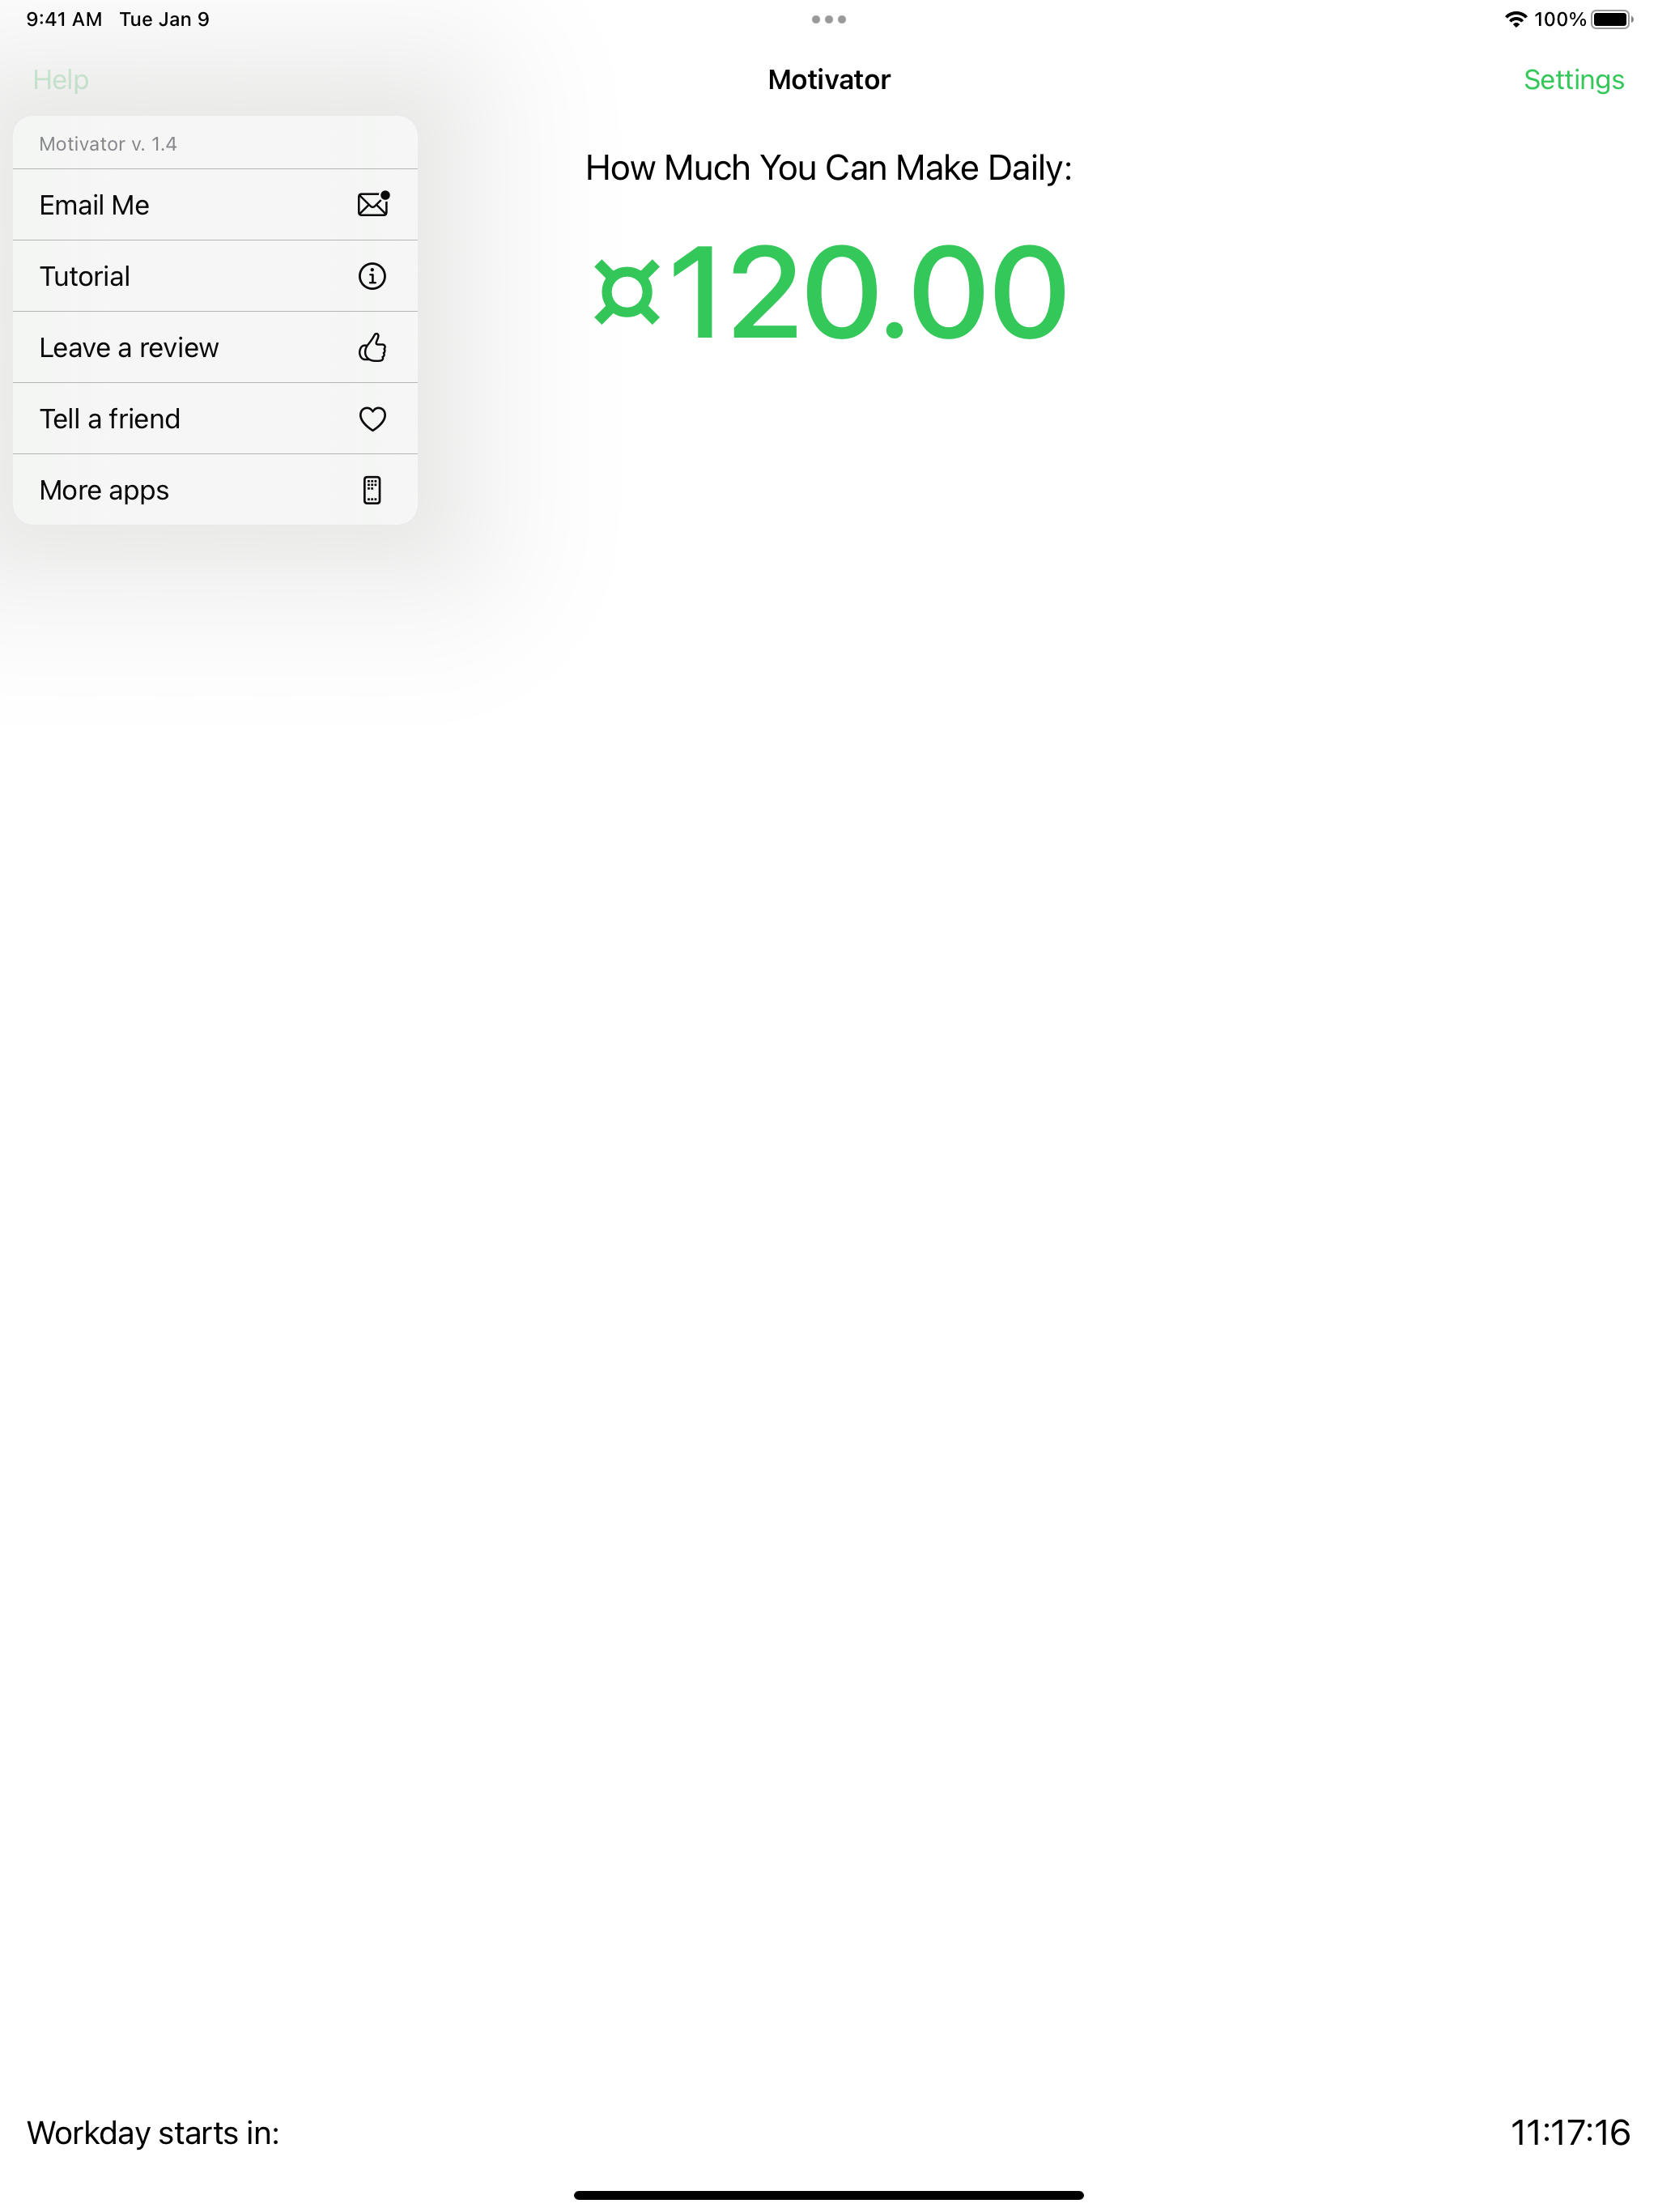 9:41 AM Tue Jan 9
100%
Help
Motivator
Settings
Motivator v. 1.4
Email Me
Tutorial
Leave a review
Tell a friend
More apps
How Much You Can Make Daily:
¤120.00
Workday starts in:
11:17:16